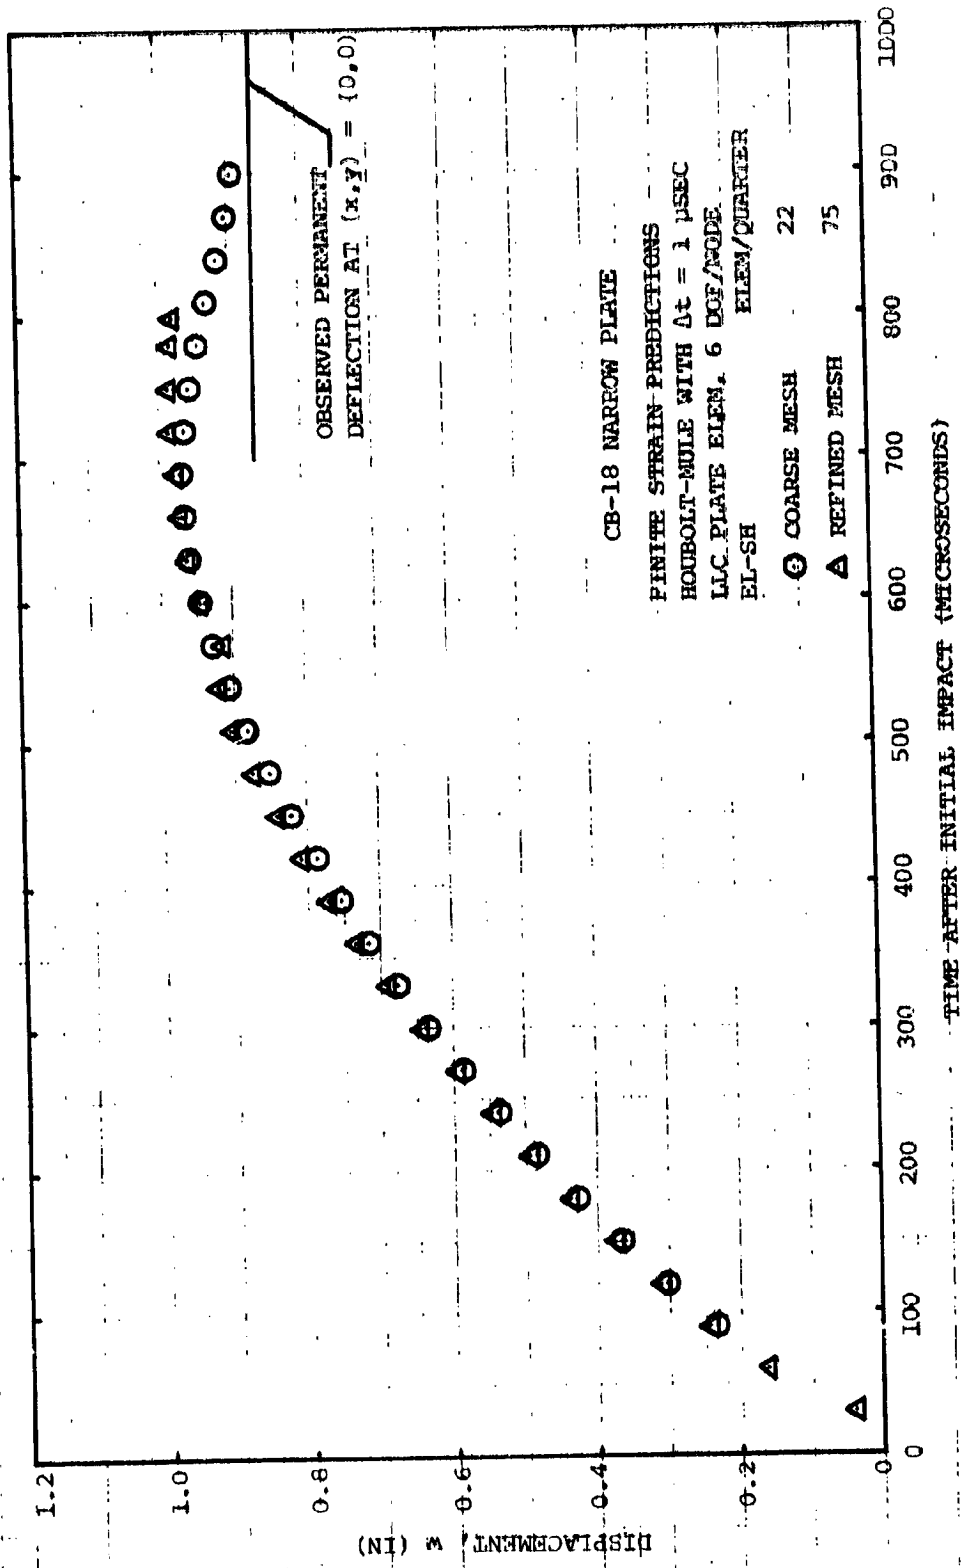 1.2
1.0
0.8
0.6
0.4
0.2
0
DISPLACEMENT, w (IN)
OBSERVED PERMANENT
DEFLECTION AT (x,y) = (0,0)
CB-18 NARROW PLATE
FINITE STRAIN PREDICTIONS
HOUBOLT-MULE WITH Δt = 1 μSEC
LLC PLATE ELEM, 6 DOF/NODE
EL-SH ELEM/QUARTER
COARSE MESH 22
REFINED MESH 75
0 100 200 300 400 500 600 700 800 900 1000
TIME AFTER INITIAL IMPACT (MICROSECONDS)